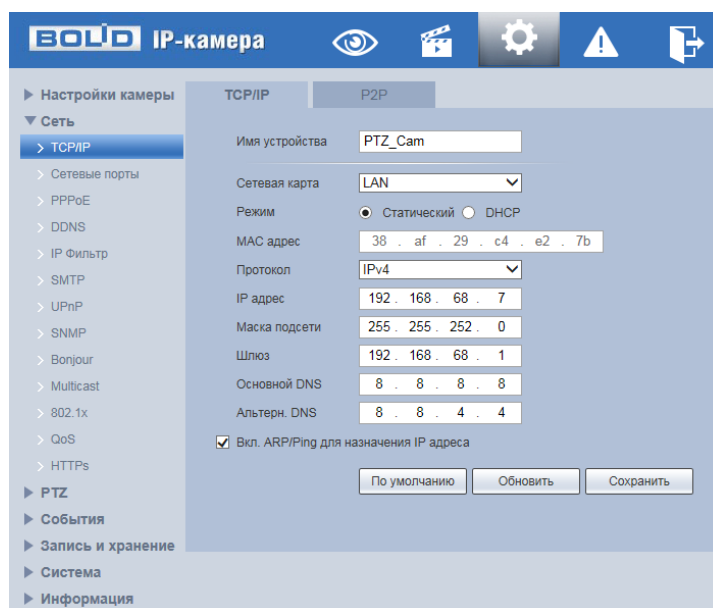 BOLID IP-камера
Настройки камеры
Сеть
TCP/IP
Сетевые порты
PPPoE
DDNS
IP Фильтр
SMTP
UPnP
SNMP
Bonjour
Multicast
802.1x
QoS
HTTPs
PTZ
События
Запись и хранение
Система
Информация
TCP/IP P2P
Имя устройства PTZ_Cam
Сетевая карта LAN
Режим Статический DHCP
MAC адрес 38 . af . 29 . c4 . e2 . 7b
Протокол IPv4
IP адрес 192 . 168 . 68 . 7
Маска подсети 255 . 255 . 252 . 0
Шлюз 192 . 168 . 68 . 1
Основной DNS 8 . 8 . 8 . 8
Альтерн. DNS 8 . 8 . 4 . 4
Вкл. ARP/Ping для назначения IP адреса
По умолчанию Обновить Сохранить